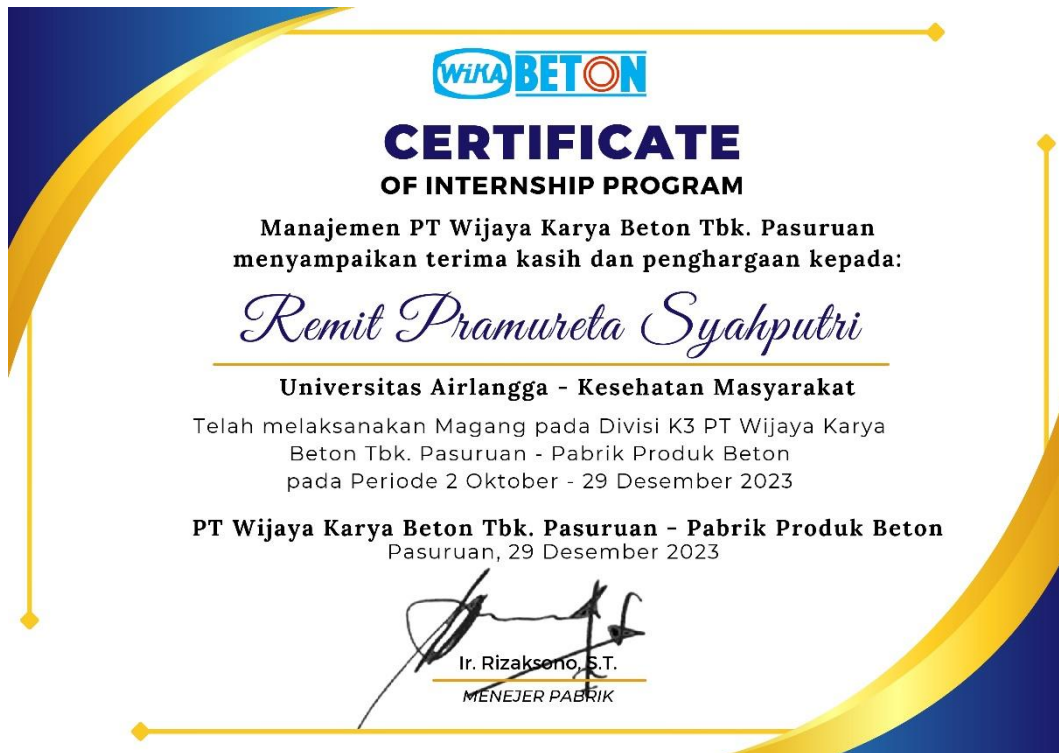 WIKA BETON
CERTIFICATE
OF INTERNSHIP PROGRAM
Manajemen PT Wijaya Karya Beton Tbk. Pasuruan
menyampaikan terima kasih dan penghargaan kepada:
Remit Pramureta Syahputri
Universitas Airlangga - Kesehatan Masyarakat
Telah melaksanakan Magang pada Divisi K3 PT Wijaya Karya
Beton Tbk. Pasuruan - Pabrik Produk Beton
pada Periode 2 Oktober - 29 Desember 2023
PT Wijaya Karya Beton Tbk. Pasuruan - Pabrik Produk Beton
Pasuruan, 29 Desember 2023
Ir. Rizaksono, S.T.
MENEJER PABRIK